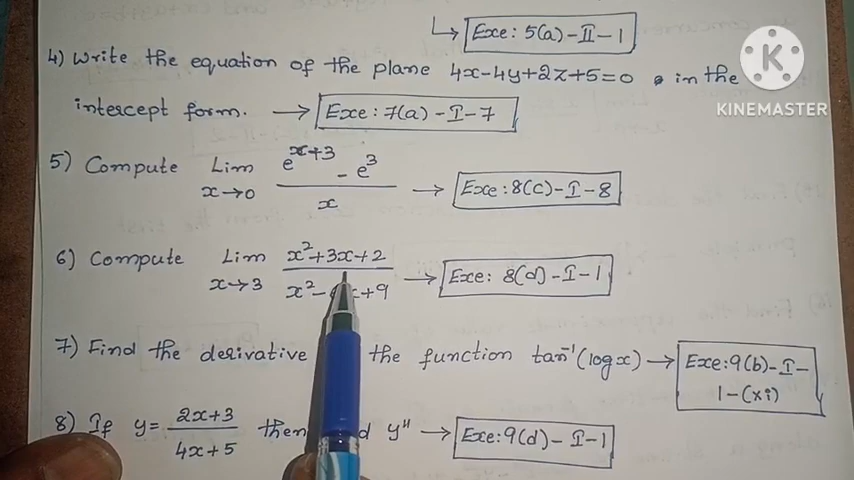 ↳ Exe: 5(a)-II-1
4) Write the equation of the plane 4x-4y+2z+5=0 in the
intercept form. → Exe: 7(a)-I-7
KINEMASTER
5) Compute Lim x→0 (e^(x+3) - e^3)/x → Exe: 8(c)-I-8
6) Compute Lim x→3 (x²+3x+2)/(x²- x+9) → Exe: 8(d)-I-1
7) Find the derivative the function tan⁻¹(logx) → Exe: 9(b)-I-
1-(xi)
8) If y= (2x+3)/(4x+5) then y'' → Exe: 9(d)-I-1